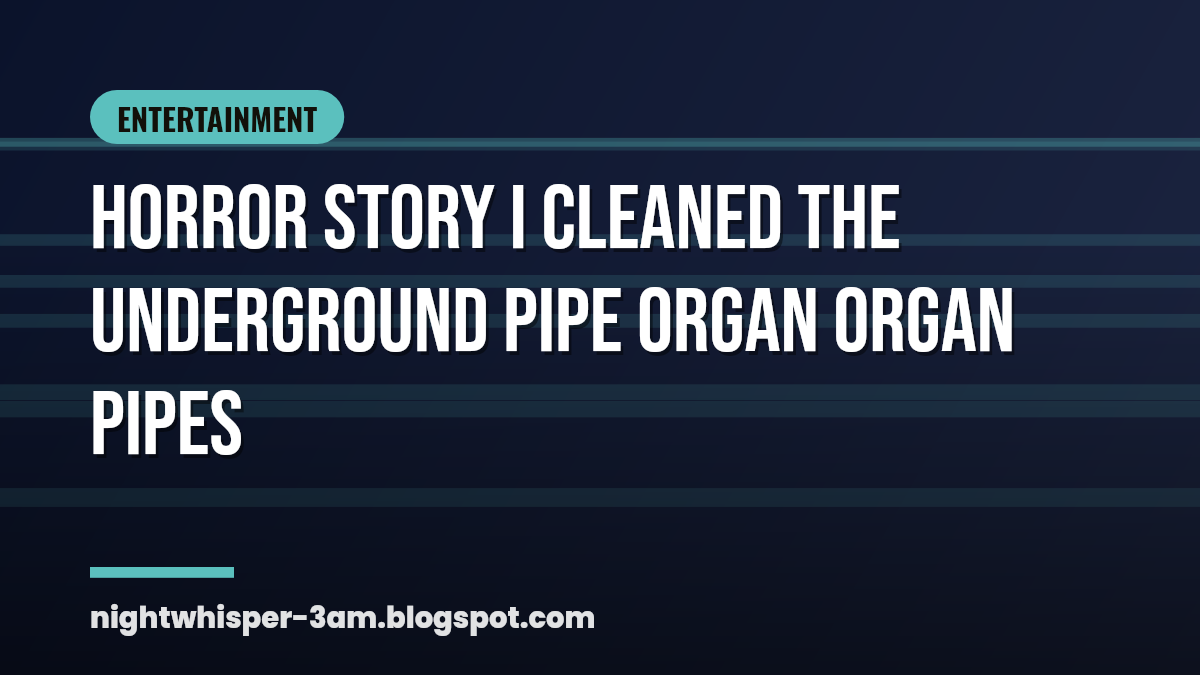 ENTERTAINMENT
HORROR STORY I CLEANED THE
UNDERGROUND PIPE ORGAN ORGAN
PIPES
nightwhisper-3am.blogspot.com